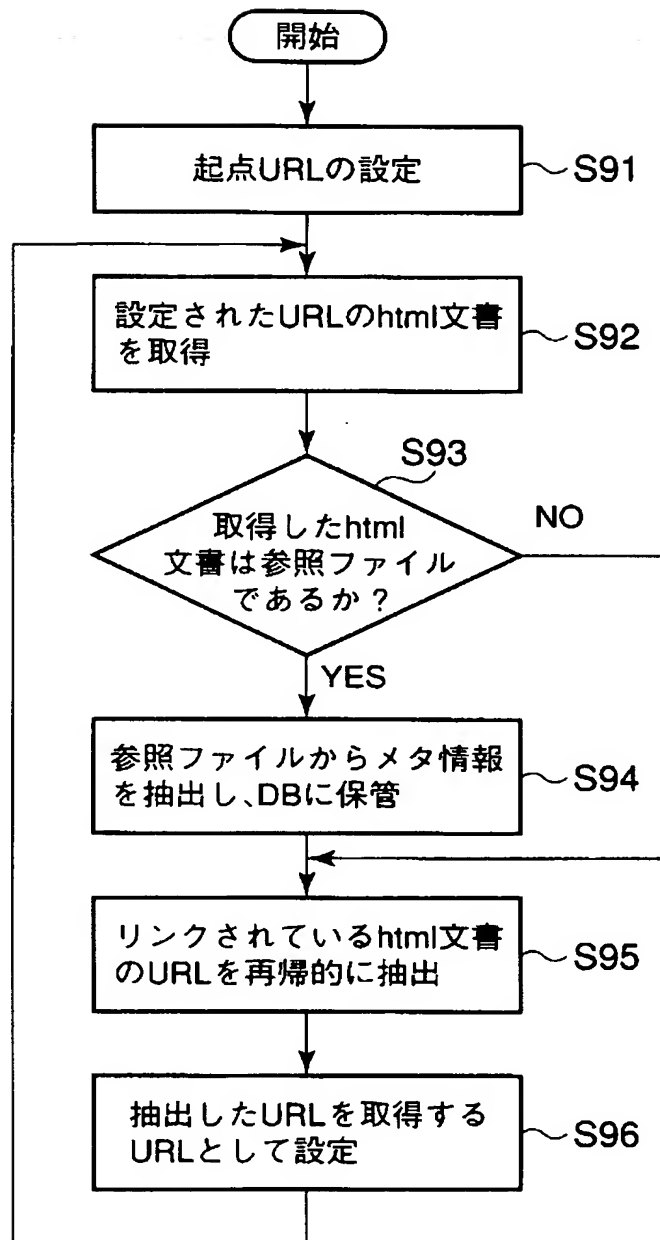 開始
起点URLの設定
S91
設定されたURLのhtml文書
を取得
S92
S93
取得したhtml
文書は参照ファイル
であるか？
NO
YES
参照ファイルからメタ情報
を抽出し、DBに保管
S94
リンクされているhtml文書
のURLを再帰的に抽出
S95
抽出したURLを取得する
URLとして設定
S96